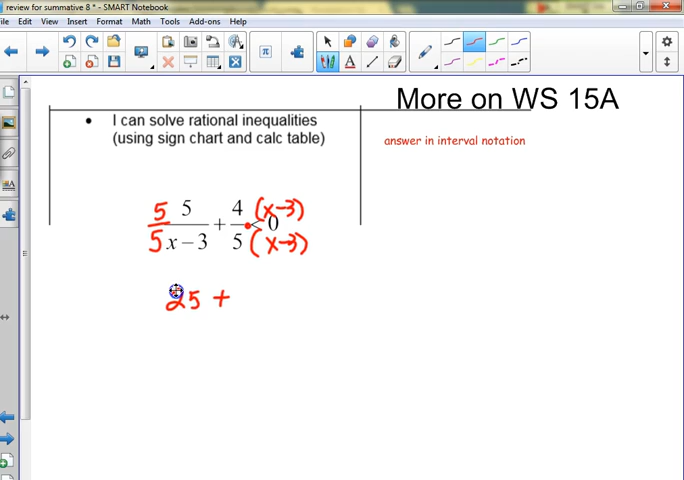 review for summative 8 * - SMART Notebook
File Edit View Insert Format Math Tools Add-ons Help
More on WS 15A
• I can solve rational inequalities
(using sign chart and calc table)
answer in interval notation
5 5 4 (x-3)
+ < 0
5 x - 3 5 (x-3)
25 +